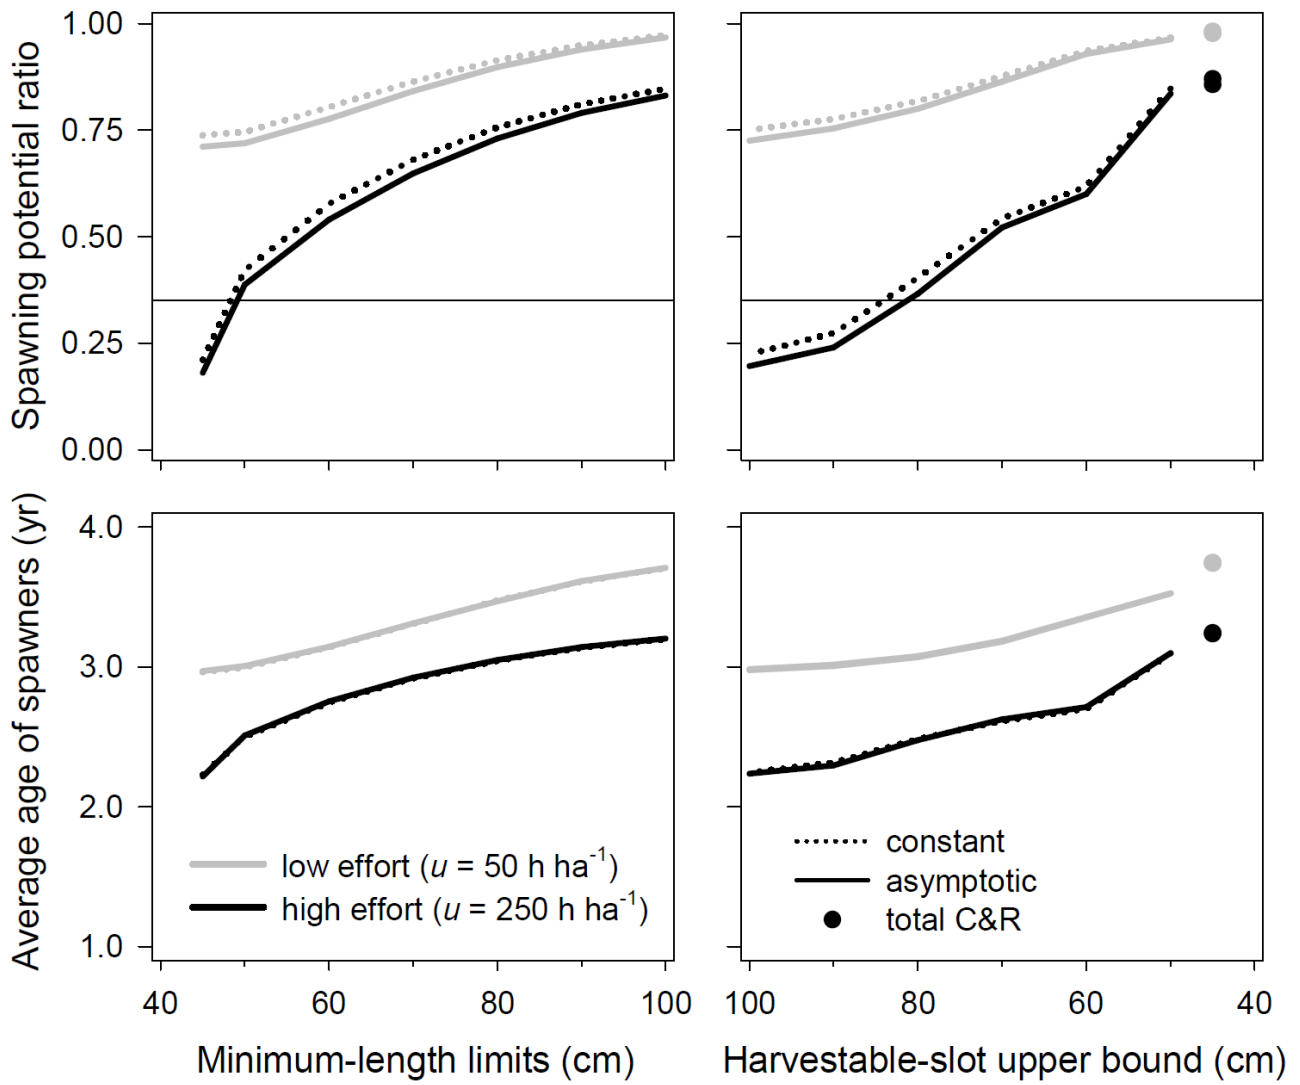 Spawning potential ratio
1.00
0.75
0.50
0.25
0.00
Average age of spawners (yr)
4.0
3.0
2.0
1.0
low effort (u = 50 h ha⁻¹)
high effort (u = 250 h ha⁻¹)
constant
asymptotic
total C&R
40 60 80 100
100 80 60 40
Minimum-length limits (cm)
Harvestable-slot upper bound (cm)